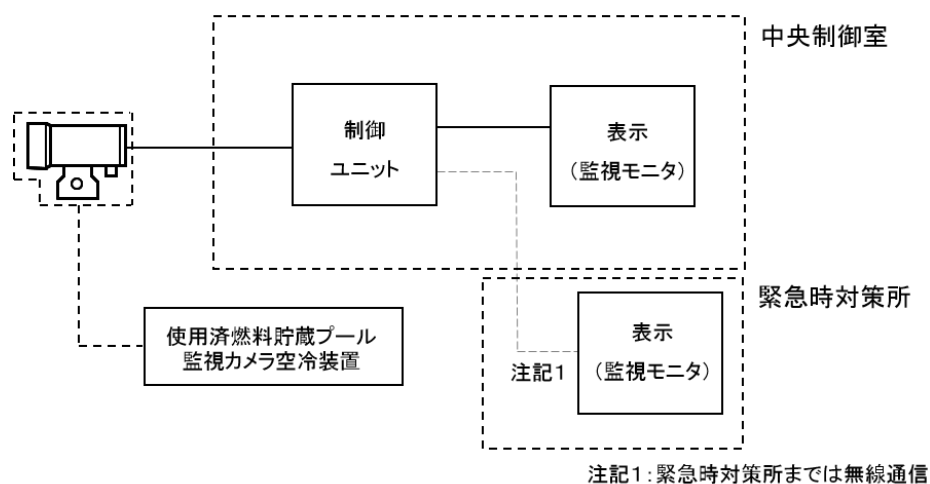 中央制御室
制御
ユニット
表示
（監視モニタ）
緊急時対策所
使用済燃料貯蔵プール
監視カメラ空冷装置
表示
（監視モニタ）
注記１
注記１：緊急時対策所までは無線通信